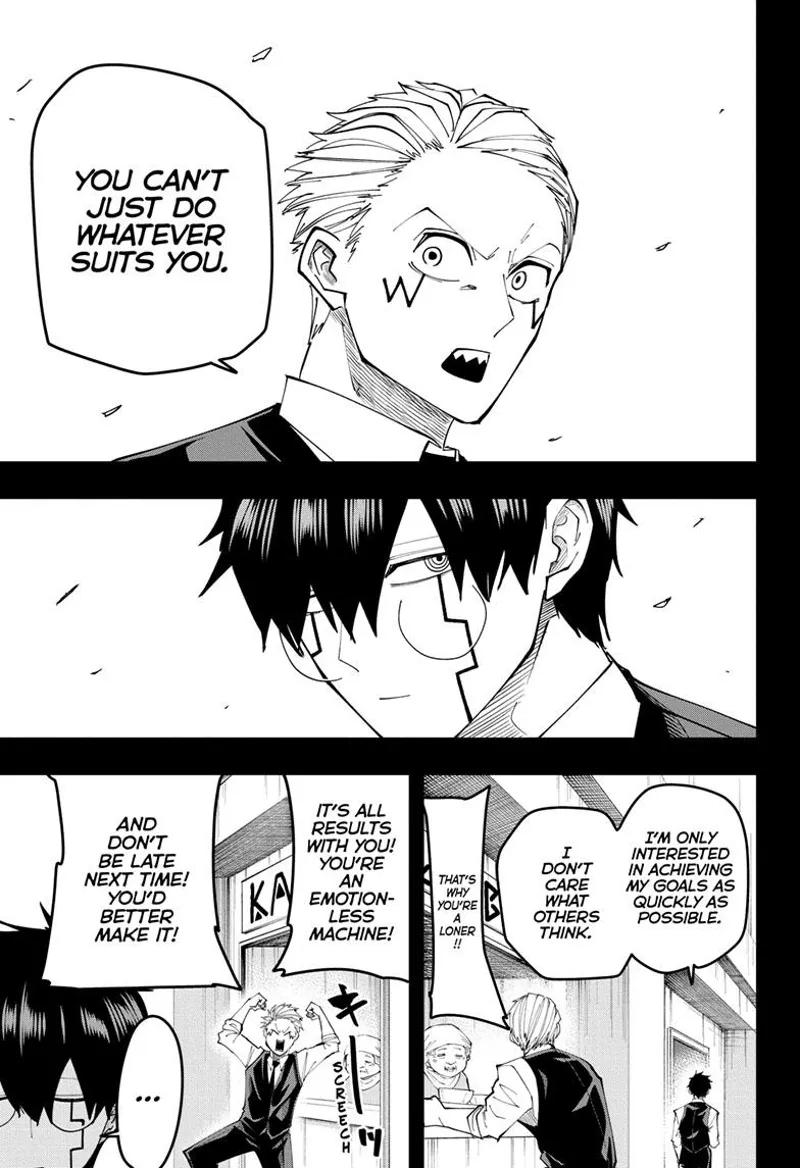 YOU CAN'T
JUST DO
WHATEVER
SUITS YOU.
I'M ONLY
INTERESTED
IN ACHIEVING
MY GOALS AS
QUICKLY AS
POSSIBLE.
I
DON'T
CARE
WHAT
OTHERS
THINK.
THAT'S
WHY
YOU'RE
A
LONER
!!
IT'S ALL
RESULTS
WITH YOU!
YOU'RE
AN
EMOTION-
LESS
MACHINE!
KA
SCREECH
AND
DON'T
BE LATE
NEXT TIME!
YOU'D
BETTER
MAKE IT!
...